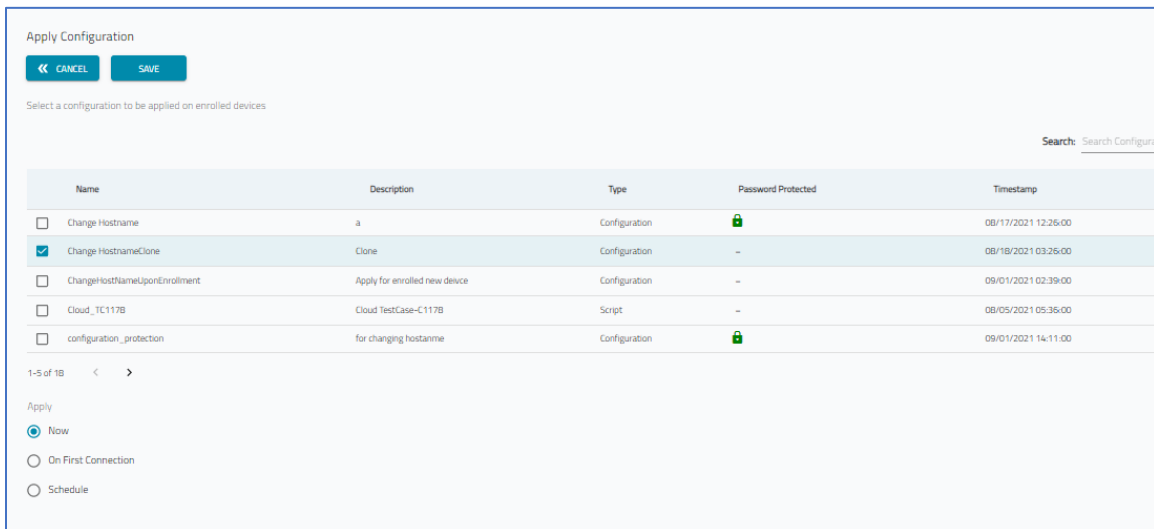 Apply Configuration
CANCEL SAVE
Select a configuration to be applied on enrolled devices
Search: Search Configura
Name Description Type Password Protected Timestamp
Change Hostname a Configuration 08/17/2021 12:26:00
Change HostnameClone Clone Configuration – 08/18/2021 03:26:00
ChangeHostNameUponEnrollment Apply for enrolled new deivce Configuration – 09/01/2021 02:39:00
Cloud_TC1178 Cloud TestCase-C1178 Script – 08/05/2021 05:36:00
configuration_protection for changing hostanme Configuration 09/01/2021 14:11:00
1-5 of 18
Apply
Now
On First Connection
Schedule